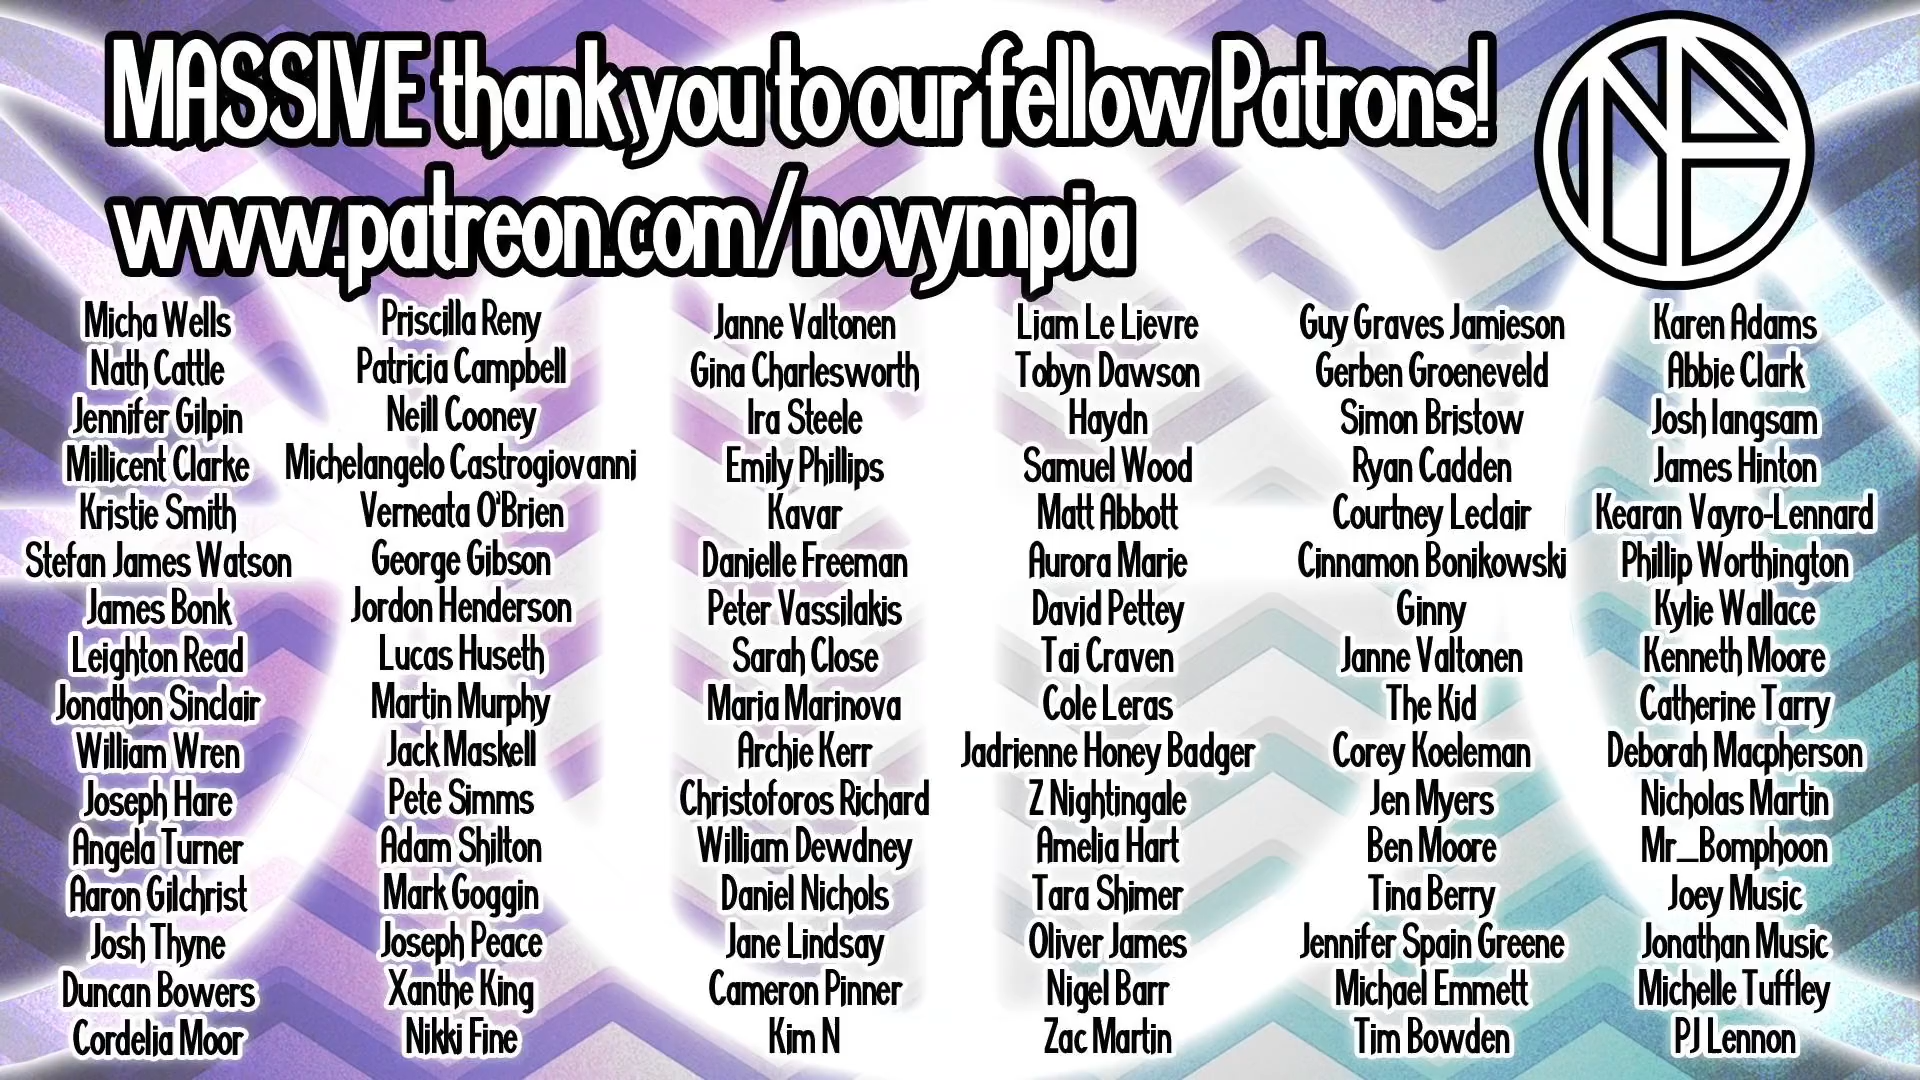 MASSIVE thank you to our fellow Patrons!
www.patreon.com/novympia
Micha Wells
Nath Cattle
Jennifer Gilpin
Millicent Clarke
Kristie Smith
Stefan James Watson
James Bonk
Leighton Read
Jonathon Sinclair
William Wren
Joseph Hare
Angela Turner
Aaron Gilchrist
Josh Thyne
Duncan Bowers
Cordelia Moor
Priscilla Reny
Patricia Campbell
Neill Cooney
Michelangelo Castrogiovanni
Verneata O'Brien
George Gibson
Jordon Henderson
Lucas Huseth
Martin Murphy
Jack Maskell
Pete Simms
Adam Shilton
Mark Goggin
Joseph Peace
Xanthe King
Nikki Fine
Janne Valtonen
Gina Charlesworth
Ira Steele
Emily Phillips
Kavar
Danielle Freeman
Peter Vassilakis
Sarah Close
Maria Marinova
Archie Kerr
Christoforos Richard
William Dewdney
Daniel Nichols
Jane Lindsay
Cameron Pinner
Kim N
Liam Le Lievre
Tobyn Dawson
Haydn
Samuel Wood
Matt Abbott
Aurora Marie
David Pettey
Tai Craven
Cole Leras
Jadrienne Honey Badger
Z Nightingale
Amelia Hart
Tara Shimer
Oliver James
Nigel Barr
Zac Martin
Guy Graves Jamieson
Gerben Groeneveld
Simon Bristow
Ryan Cadden
Courtney Leclair
Cinnamon Bonikowski
Ginny
Janne Valtonen
The Kid
Corey Koeleman
Jen Myers
Ben Moore
Tina Berry
Jennifer Spain Greene
Michael Emmett
Tim Bowden
Karen Adams
Abbie Clark
Josh langsam
James Hinton
Kearan Vayro-Lennard
Phillip Worthington
Kylie Wallace
Kenneth Moore
Catherine Tarry
Deborah Macpherson
Nicholas Martin
Mr_Bomphoon
Joey Music
Jonathan Music
Michelle Tuffley
PJ Lennon